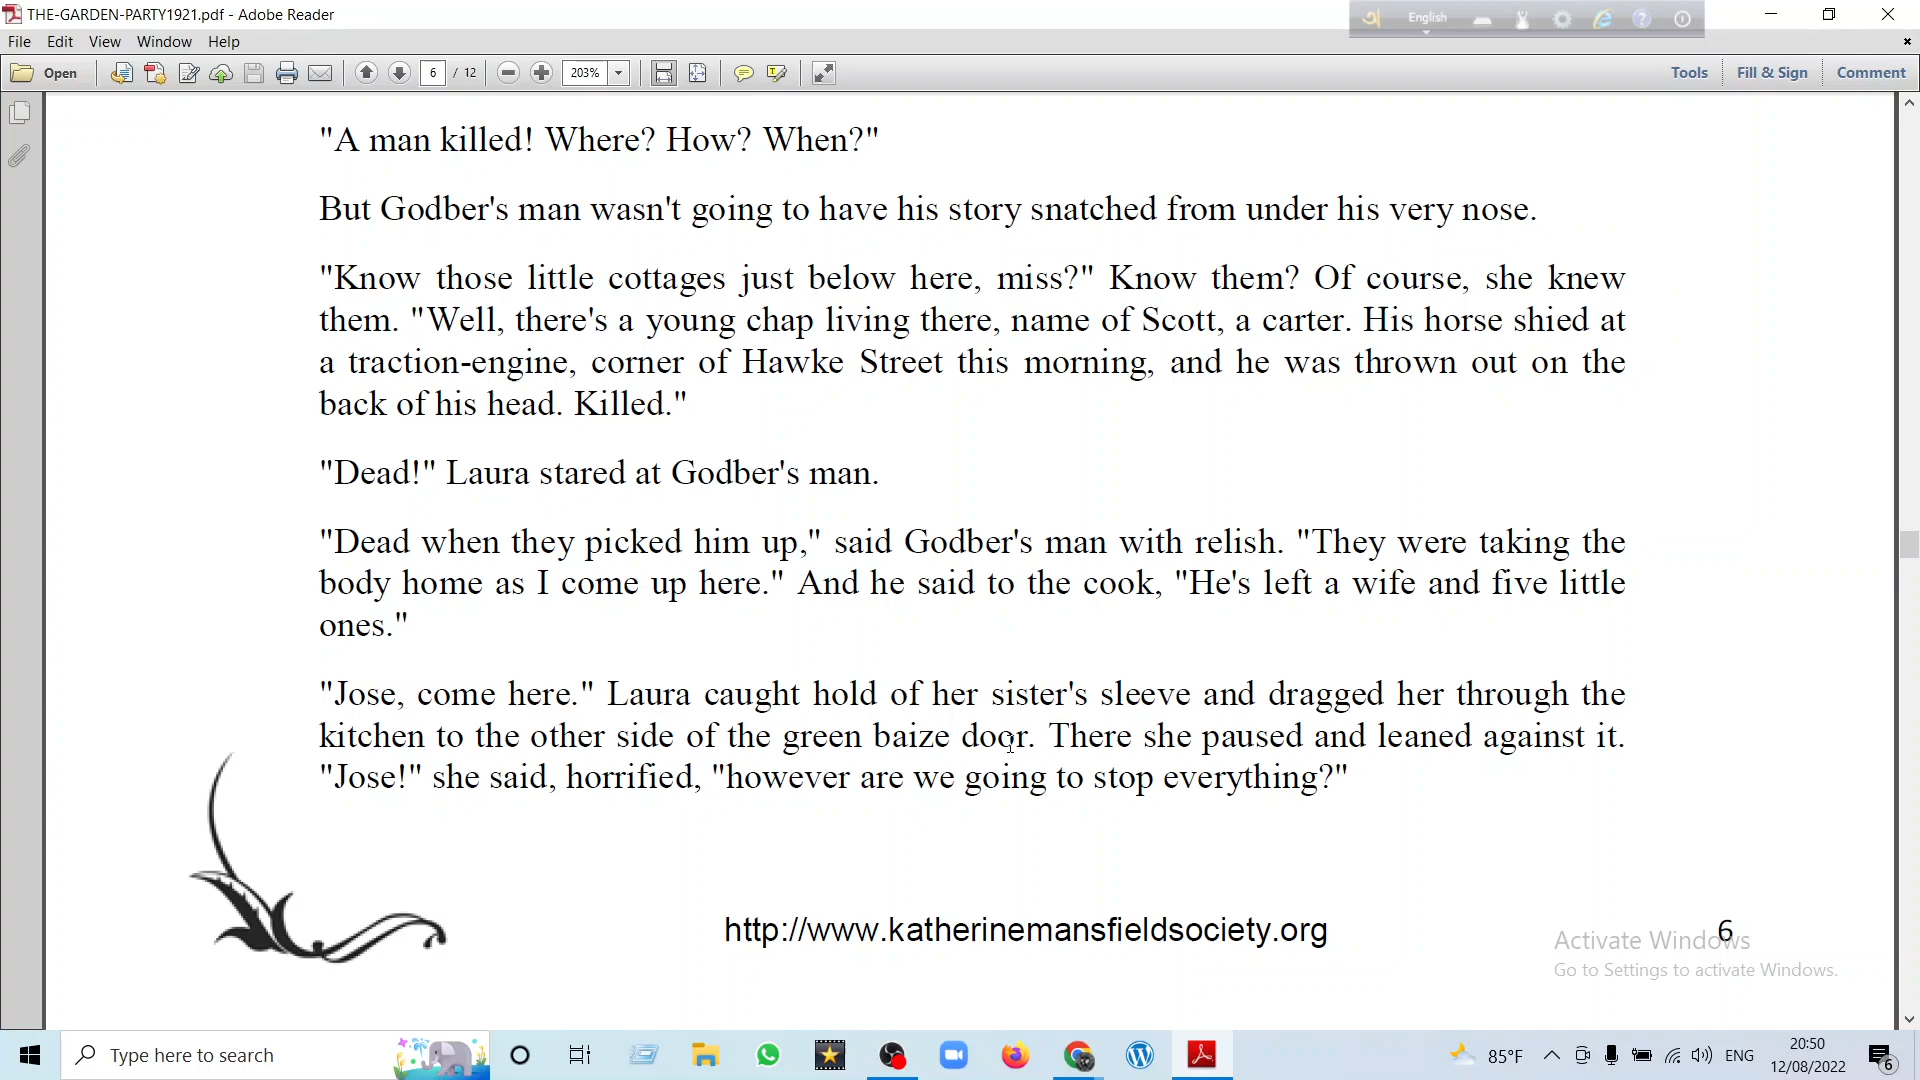 THE-GARDEN-PARTY1921.pdf - Adobe Reader
English
File Edit View Window Help
Open 6 / 12 203% Tools Fill & Sign Comment
"A man killed! Where? How? When?"
But Godber's man wasn't going to have his story snatched from under his very nose.
"Know those little cottages just below here, miss?" Know them? Of course, she knew
them. "Well, there's a young chap living there, name of Scott, a carter. His horse shied at
a traction-engine, corner of Hawke Street this morning, and he was thrown out on the
back of his head. Killed."
"Dead!" Laura stared at Godber's man.
"Dead when they picked him up," said Godber's man with relish. "They were taking the
body home as I come up here." And he said to the cook, "He's left a wife and five little
ones."
"Jose, come here." Laura caught hold of her sister's sleeve and dragged her through the
kitchen to the other side of the green baize door. There she paused and leaned against it.
"Jose!" she said, horrified, "however are we going to stop everything?"
http://www.katherinemansfieldsociety.org 6
Activate Windows
Go to Settings to activate Windows.
Type here to search 85°F ENG 20:50
12/08/2022 6